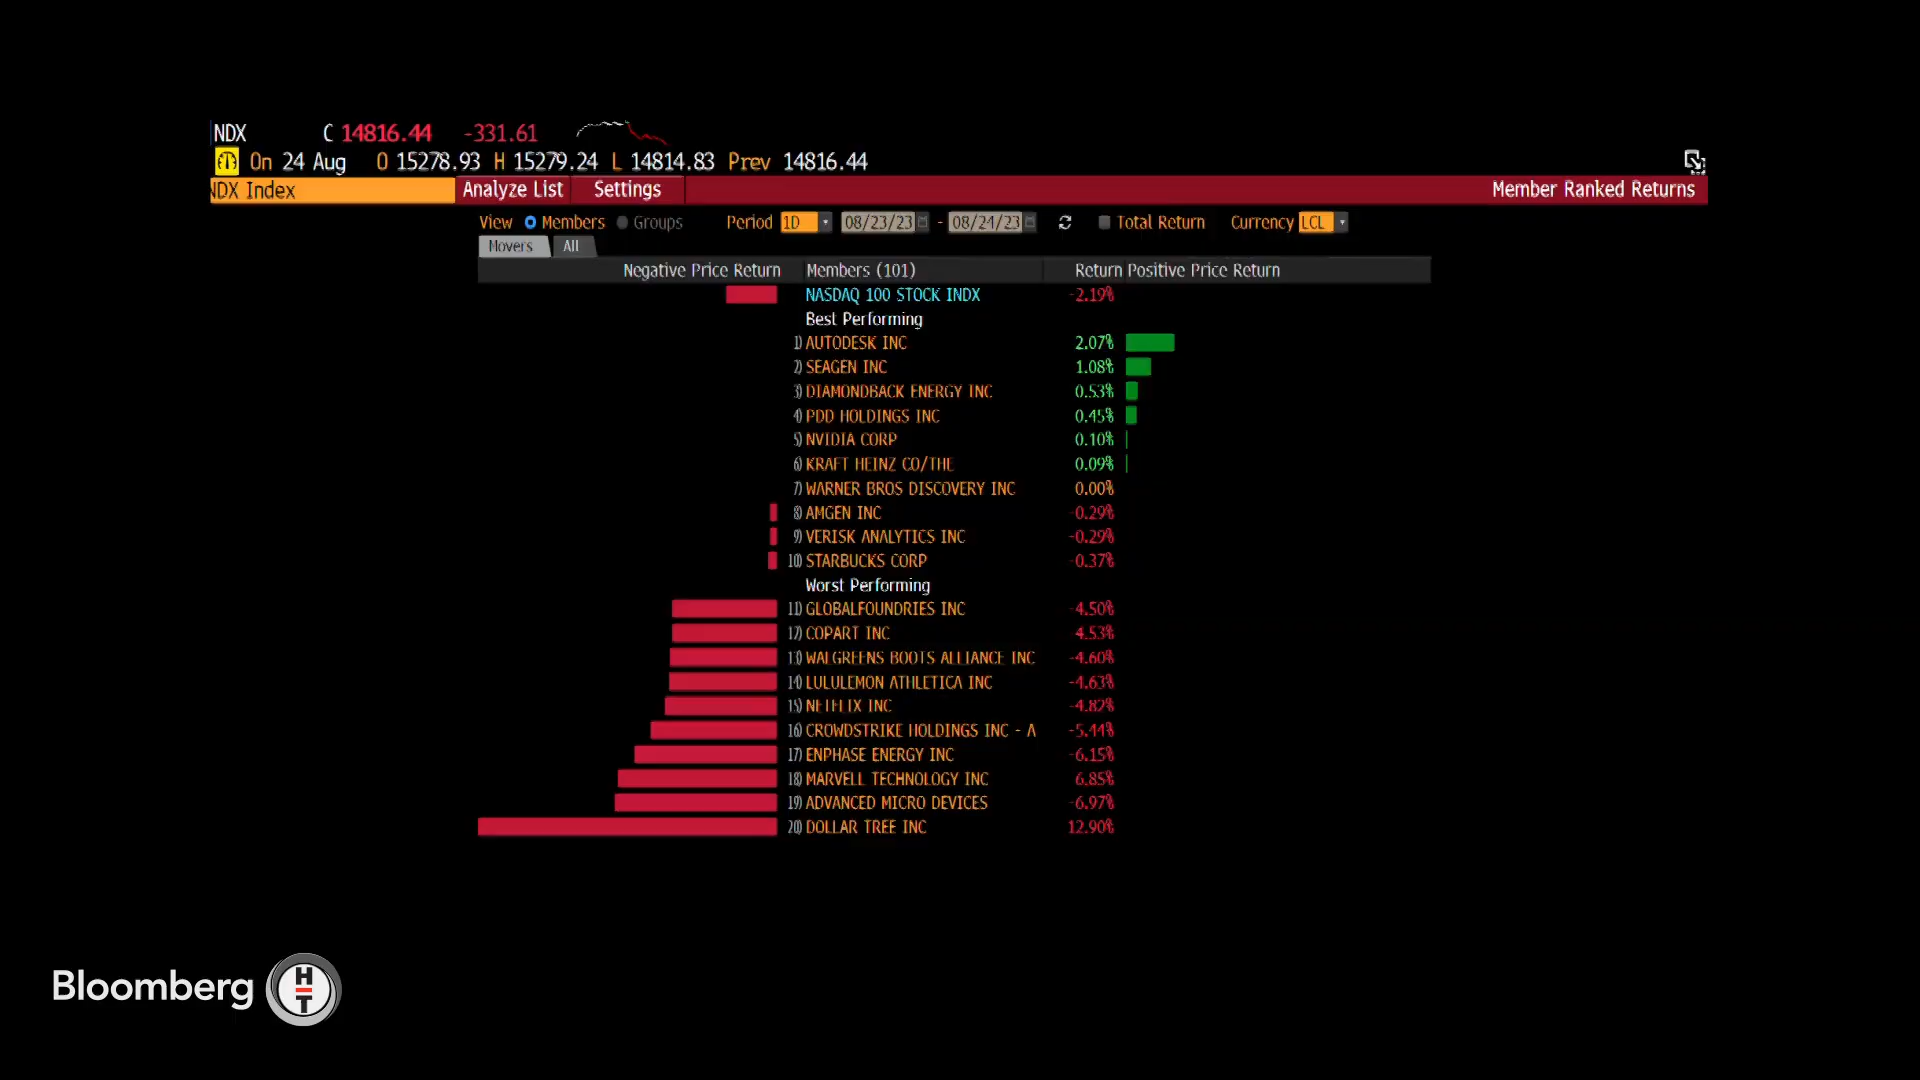 NDX C 14816.44 -331.61
On 24 Aug O 15278.93 H 15279.24 L 14814.83 Prev 14816.44
NDX Index Analyze List Settings Member Ranked Returns
View Members Groups Period 1D 08/23/23 - 08/24/23 Total Return Currency LCL
Movers All
Negative Price Return Members (101) Return Positive Price Return
NASDAQ 100 STOCK INDX -2.19%
Best Performing
1) AUTODESK INC 2.07%
2) SEAGEN INC 1.08%
3) DIAMONDBACK ENERGY INC 0.53%
4) PDD HOLDINGS INC 0.45%
5) NVIDIA CORP 0.10%
6) KRAFT HEINZ CO/THE 0.09%
7) WARNER BROS DISCOVERY INC 0.00%
8) AMGEN INC -0.29%
9) VERISK ANALYTICS INC -0.29%
10) STARBUCKS CORP -0.37%
Worst Performing
11) GLOBALFOUNDRIES INC -4.50%
12) COPART INC 4.53%
13) WALGREENS BOOTS ALLIANCE INC -4.60%
14) LULULEMON ATHLETICA INC -4.63%
15) NETFLIX INC -4.82%
16) CROWDSTRIKE HOLDINGS INC - A -5.44%
17) ENPHASE ENERGY INC -6.15%
18) MARVELL TECHNOLOGY INC 6.85%
19) ADVANCED MICRO DEVICES -6.97%
20) DOLLAR TREE INC 12.90%
Bloomberg HT